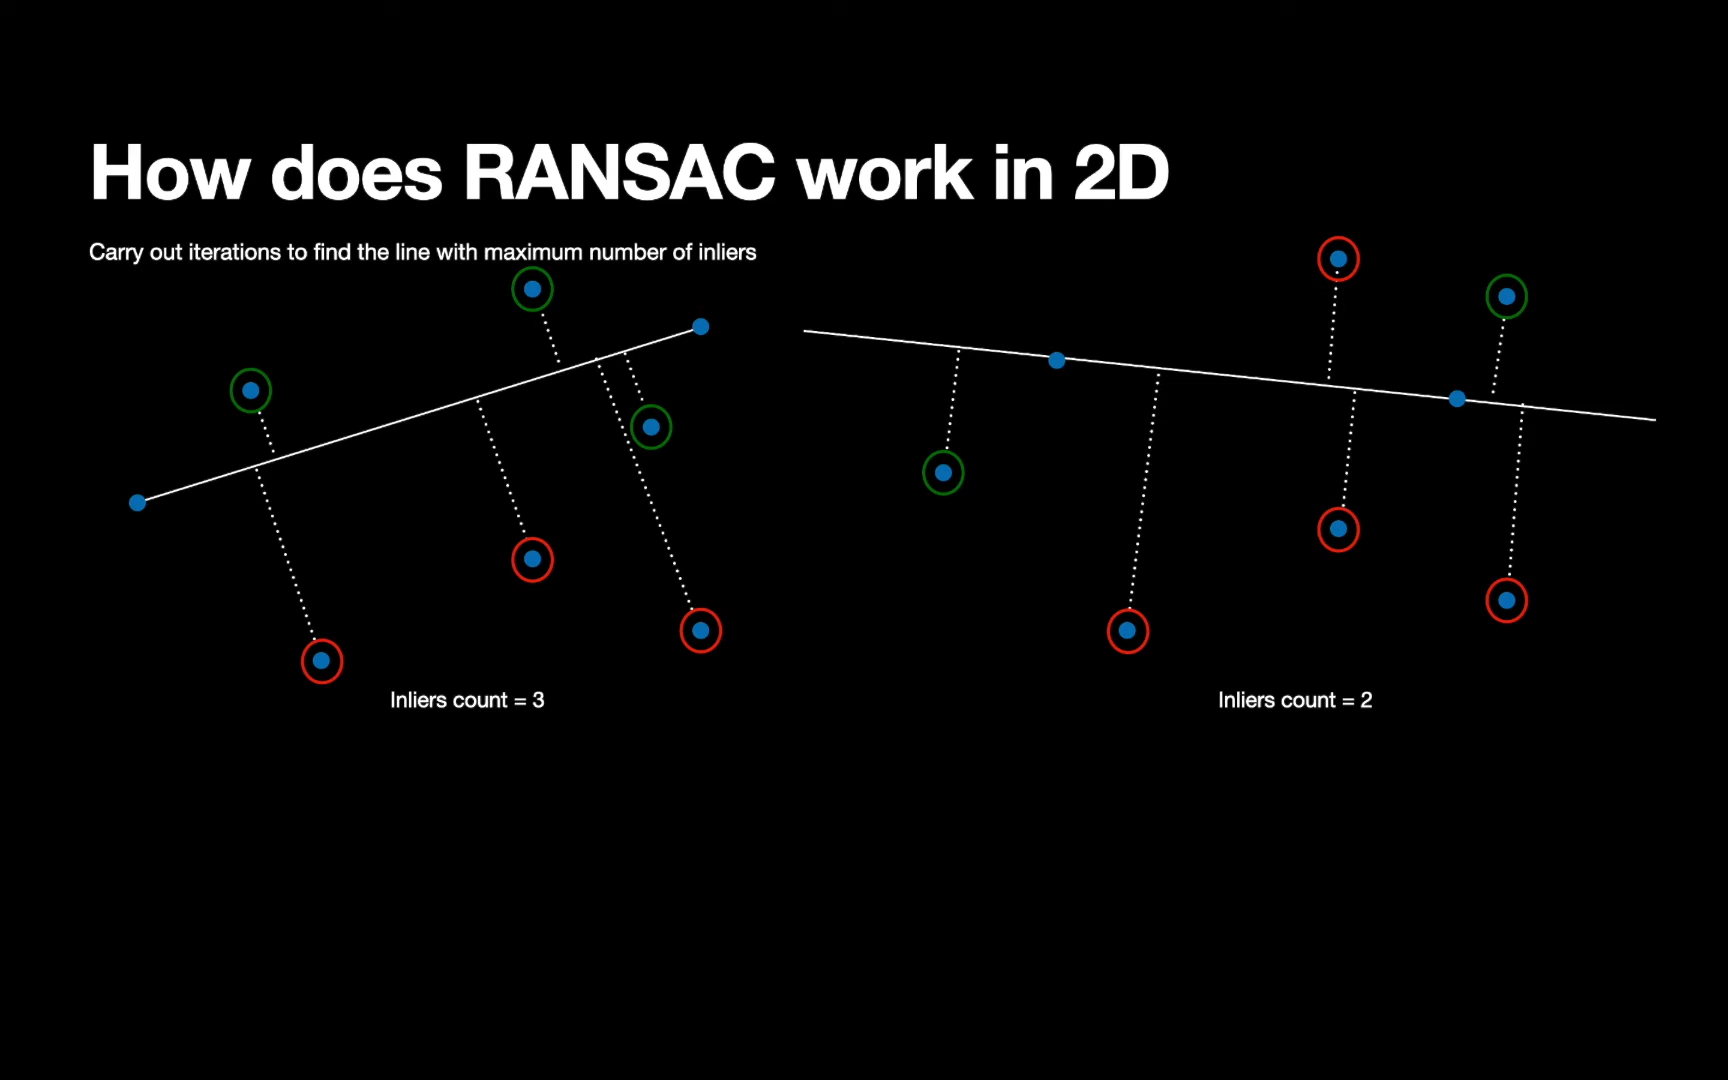 How does RANSAC work in 2D
Carry out iterations to find the line with maximum number of inliers
Inliers count = 3
Inliers count = 2